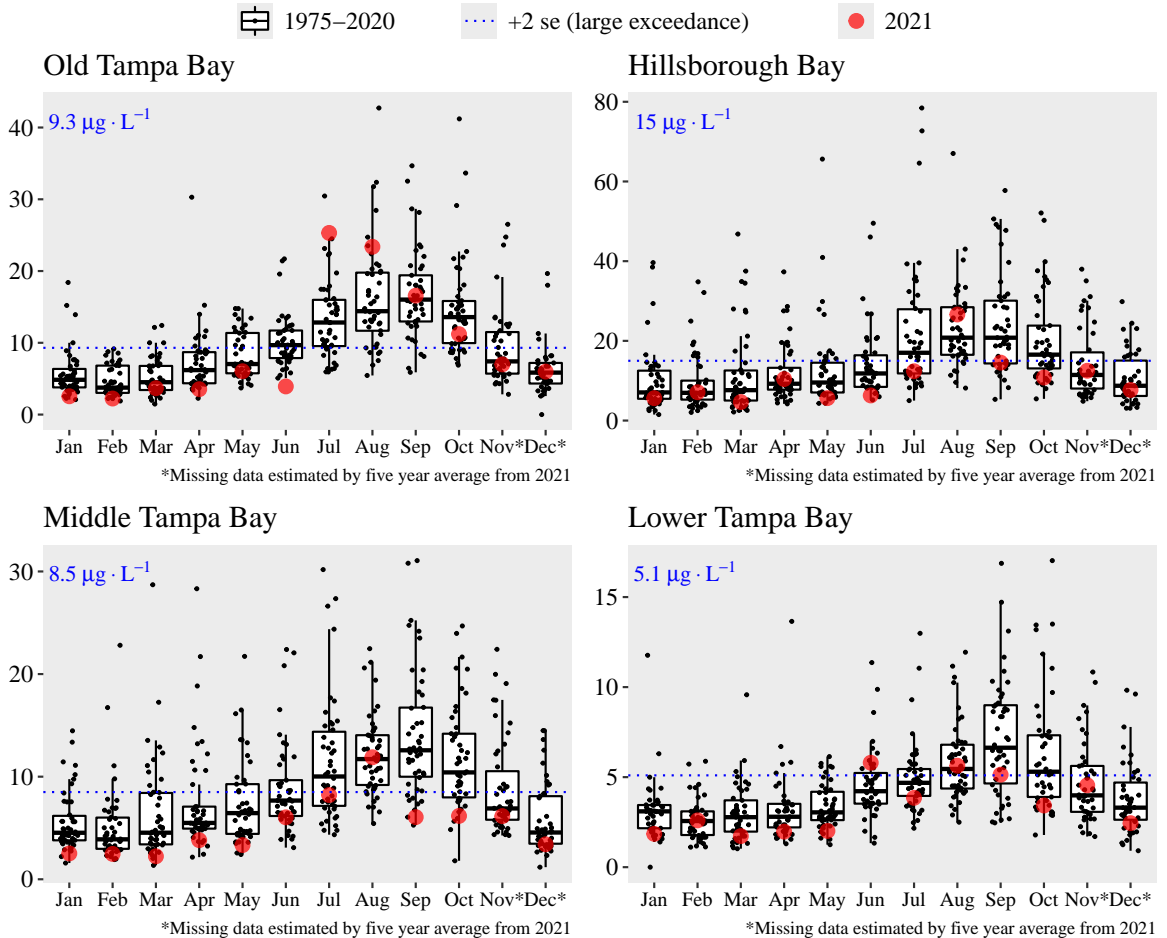 1975−2020 +2 se (large exceedance) 2021
Old Tampa Bay
9.3 μg · L⁻¹
40
30
20
10
0
Jan Feb Mar Apr May Jun Jul Aug Sep Oct Nov* Dec*
*Missing data estimated by five year average from 2021
Hillsborough Bay
15 μg · L⁻¹
80
60
40
20
0
Jan Feb Mar Apr May Jun Jul Aug Sep Oct Nov* Dec*
*Missing data estimated by five year average from 2021
Middle Tampa Bay
8.5 μg · L⁻¹
30
20
10
0
Jan Feb Mar Apr May Jun Jul Aug Sep Oct Nov* Dec*
*Missing data estimated by five year average from 2021
Lower Tampa Bay
5.1 μg · L⁻¹
15
10
5
0
Jan Feb Mar Apr May Jun Jul Aug Sep Oct Nov* Dec*
*Missing data estimated by five year average from 2021